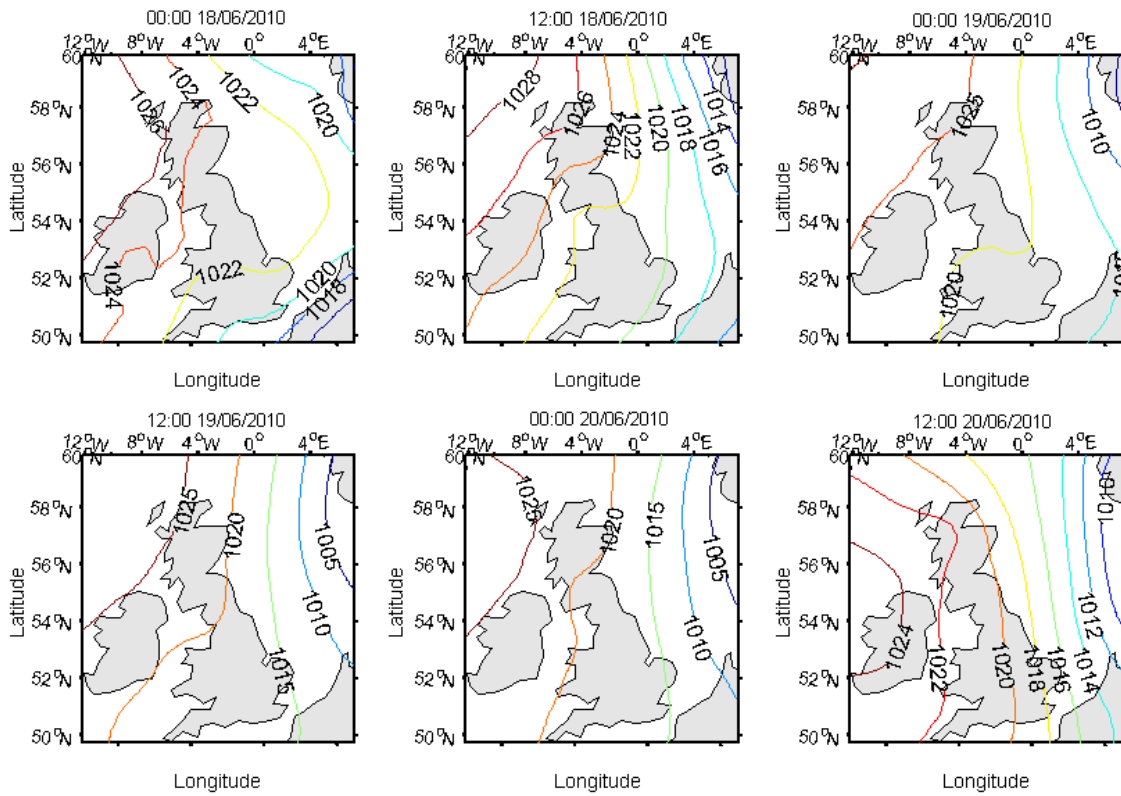 00:00 18/06/2010
12°W 8°W 4°W 0° 4°E
60°N
58°N
56°N
54°N
52°N
50°N
Latitude
Longitude
1026
1024
1022
1020
1022
1024
1020
1018
12:00 18/06/2010
12°W 8°W 4°W 0° 4°E
60°N
58°N
56°N
54°N
52°N
50°N
Latitude
Longitude
1028
1026
1024
1022
1020
1018
1016
1014
00:00 19/06/2010
12°W 8°W 4°W 0° 4°E
60°N
58°N
56°N
54°N
52°N
50°N
Latitude
Longitude
1025
1010
1020
12:00 19/06/2010
12°W 8°W 4°W 0° 4°E
60°N
58°N
56°N
54°N
52°N
50°N
Latitude
Longitude
1025
1020
1005
1010
1015
00:00 20/06/2010
12°W 8°W 4°W 0° 4°E
60°N
58°N
56°N
54°N
52°N
50°N
Latitude
Longitude
1025
1020
1015
1005
1010
12:00 20/06/2010
12°W 8°W 4°W 0° 4°E
60°N
58°N
56°N
54°N
52°N
50°N
Latitude
Longitude
1010
1012
1024
1022
1020
1018
1016
1014